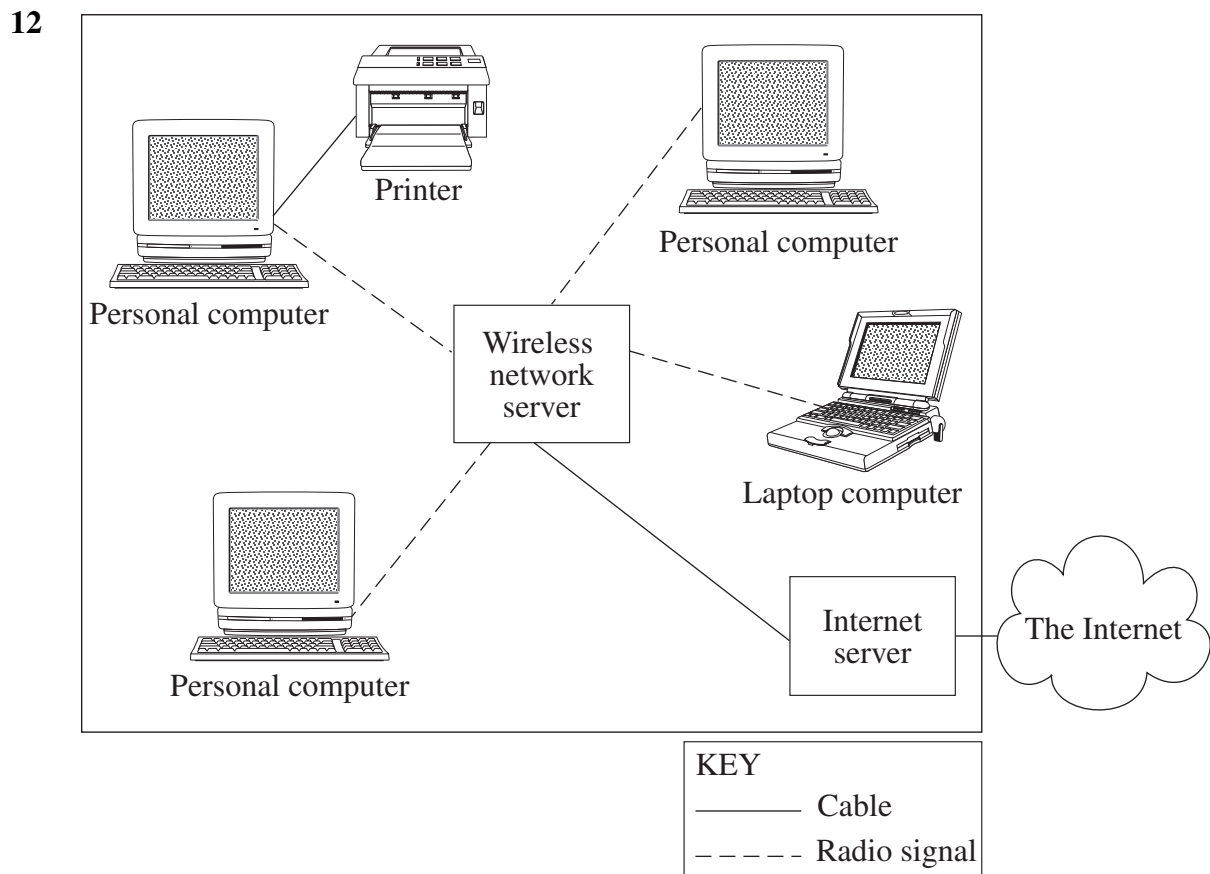 12
Printer
Personal computer
Personal computer
Wireless
network
server
Laptop computer
Personal computer
Internet
server
The Internet
KEY
Cable
Radio signal